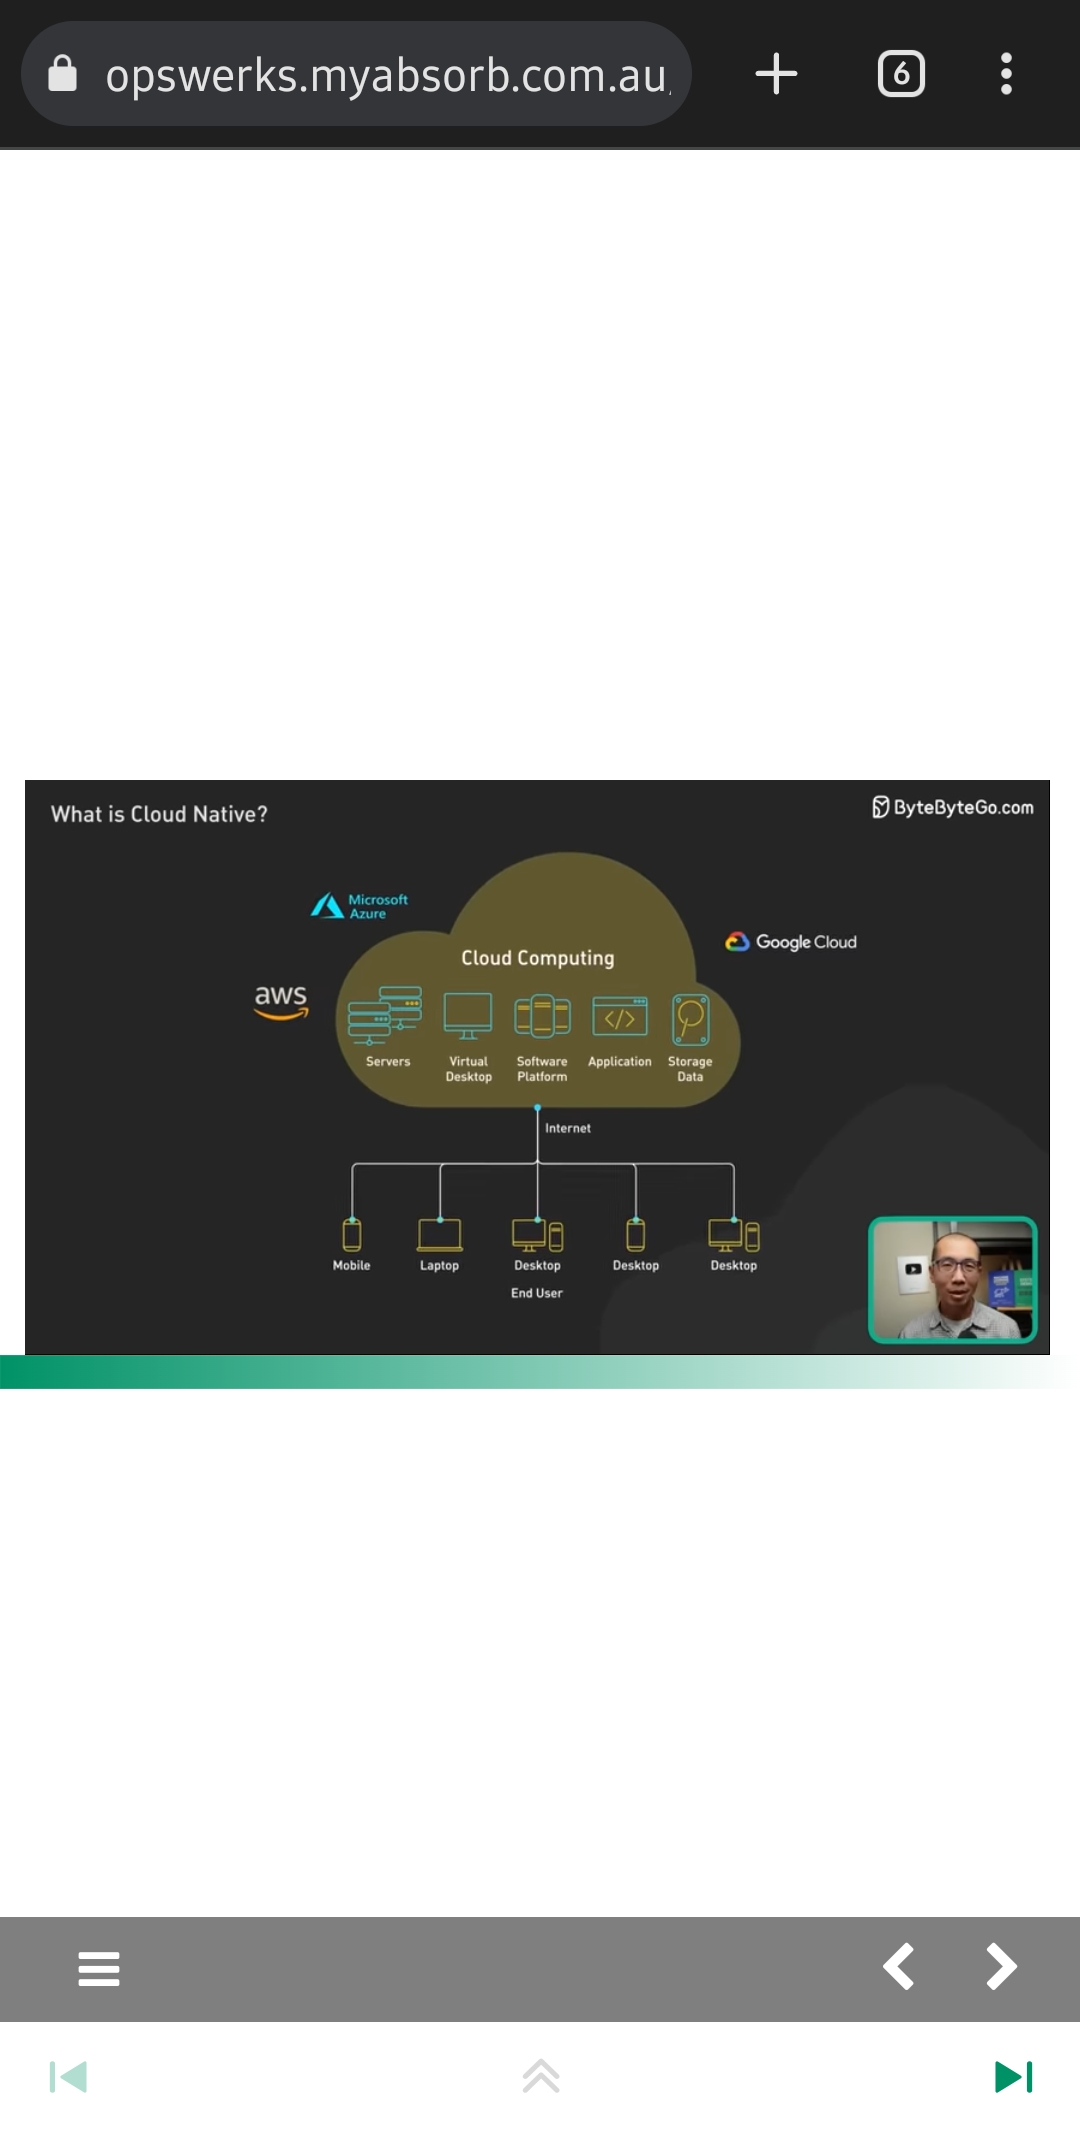 opswerks.myabsorb.com.au
6
What is Cloud Native?
ByteByteGo.com
Microsoft
Azure
Google Cloud
aws
Cloud Computing
Servers
Virtual
Desktop
Software
Platform
</>
Application
Storage
Data
Internet
Mobile
Laptop
Desktop
Desktop
Desktop
End User